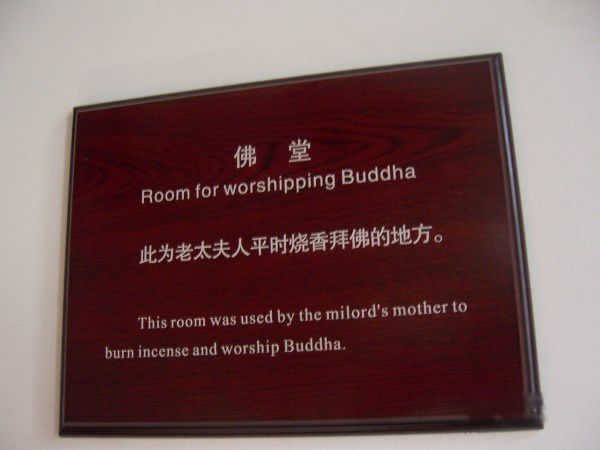 佛 堂
Room for worshipping Buddha
此为老太夫人平时烧香拜佛的地方。
This room was used by the milord's mother to
burn incense and worship Buddha.